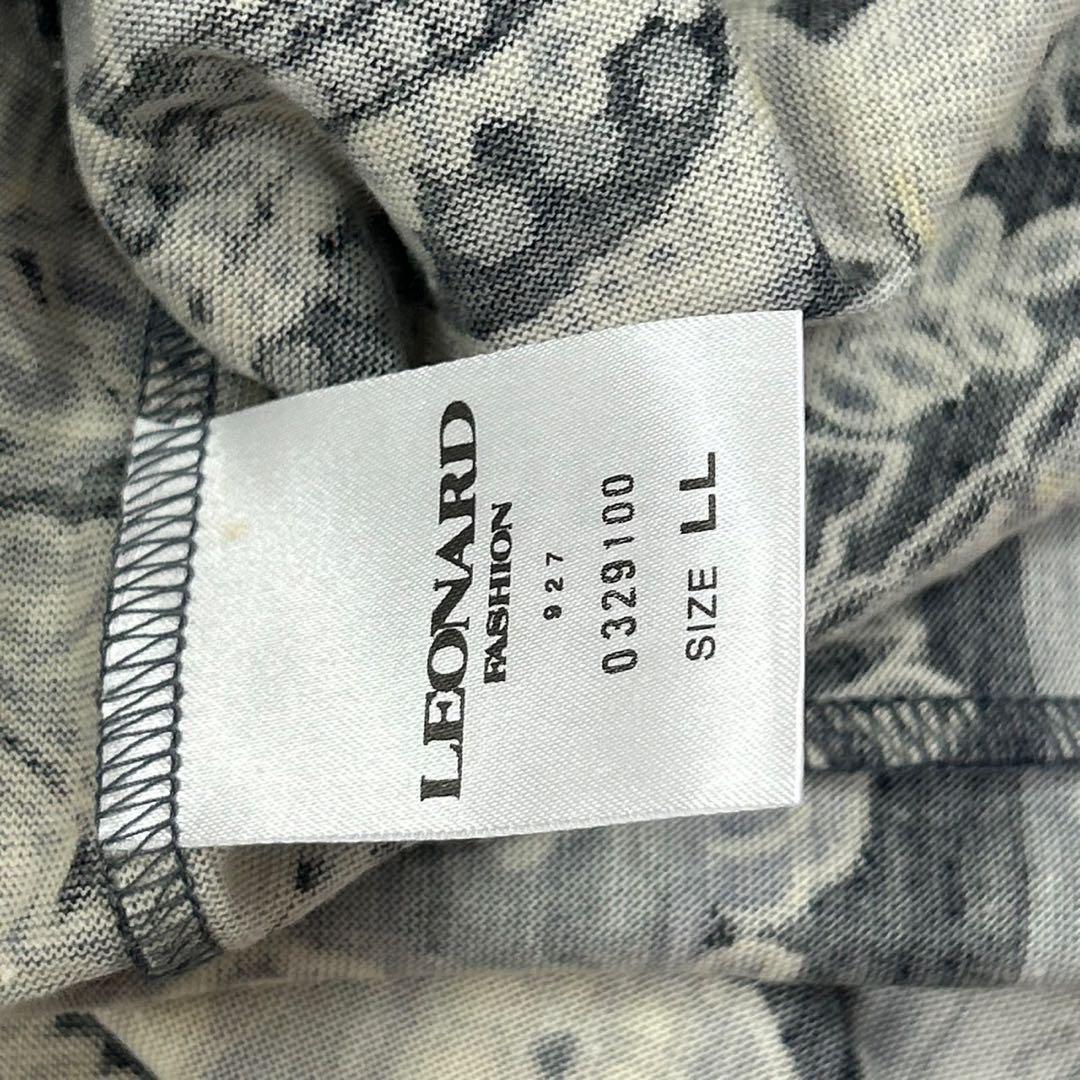 LEONARD
FASHION
927
0329100
SIZE LL